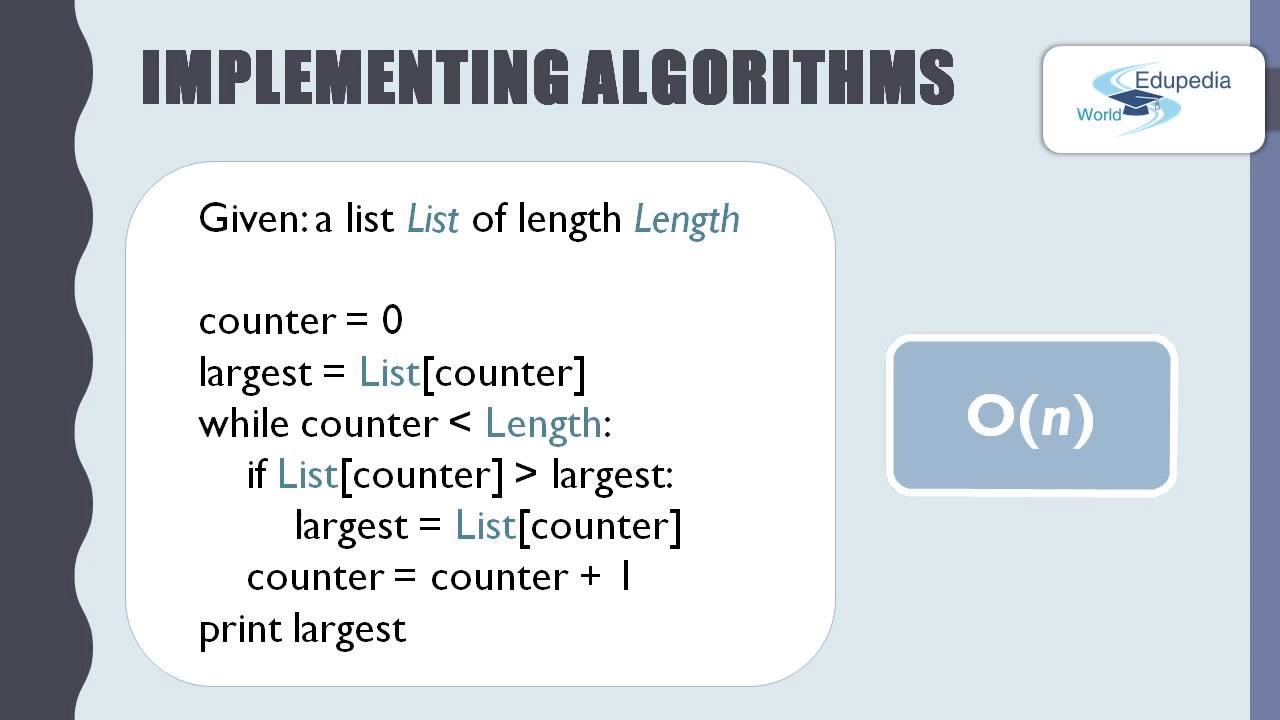 IMPLEMENTING ALGORITHMS
Edupedia
World
Given: a list List of length Length
counter = 0
largest = List[counter]
while counter < Length:
if List[counter] > largest:
largest = List[counter]
counter = counter + 1
print largest
O(n)